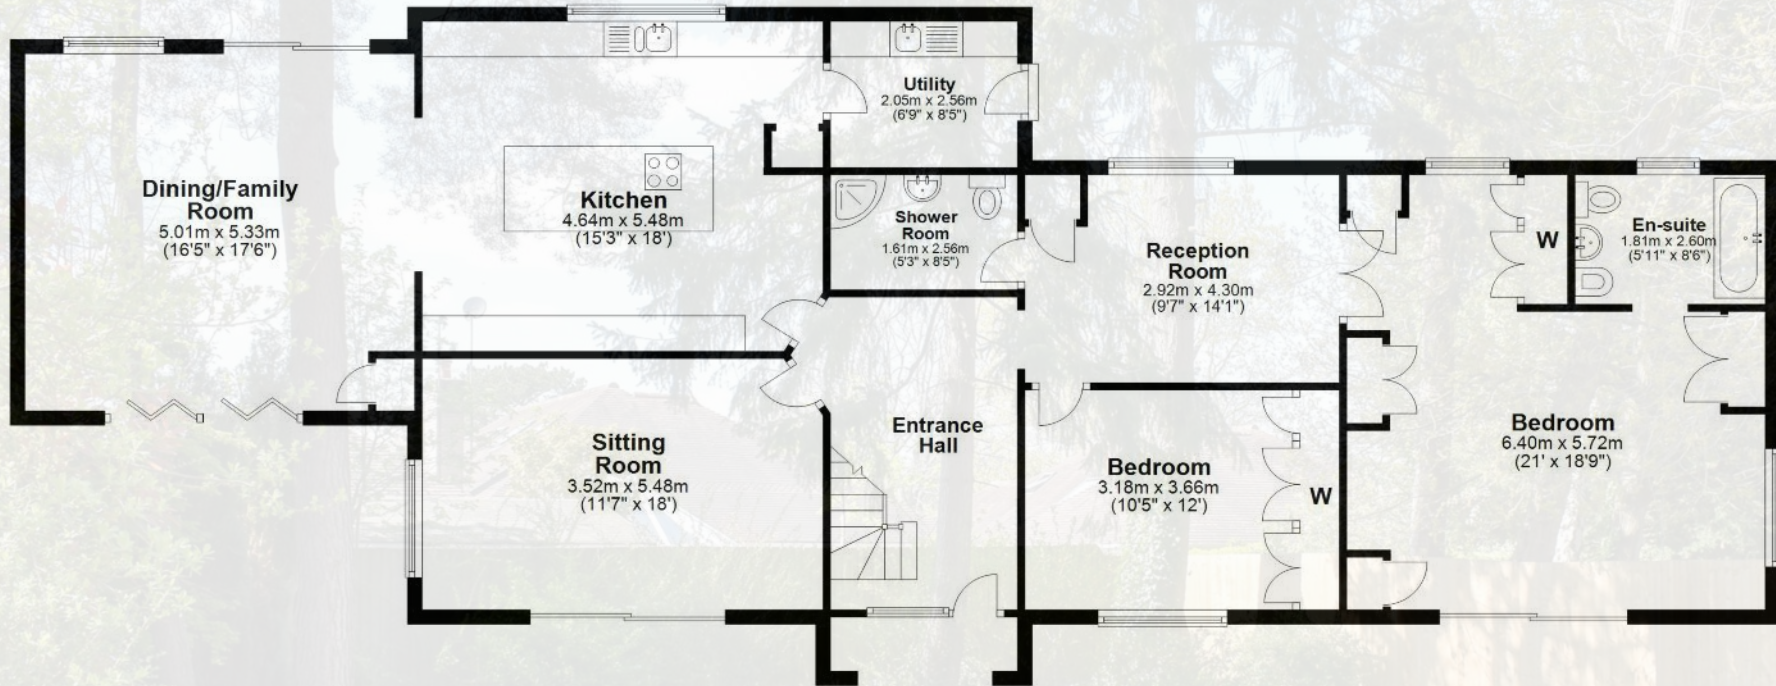 Dining/Family
Room
5.01m x 5.33m
(16'5" x 17'6")
Kitchen
4.64m x 5.48m
(15'3" x 18')
Utility
2.05m x 2.56m
(6'9" x 8'5")
Shower
Room
1.61m x 2.56m
(5'3" x 8'5")
Reception
Room
2.92m x 4.30m
(9'7" x 14'1")
W
En-suite
1.81m x 2.60m
(5'11" x 8'6")
Sitting
Room
3.52m x 5.48m
(11'7" x 18')
Entrance
Hall
Bedroom
3.18m x 3.66m
(10'5" x 12')
W
Bedroom
6.40m x 5.72m
(21' x 18'9")